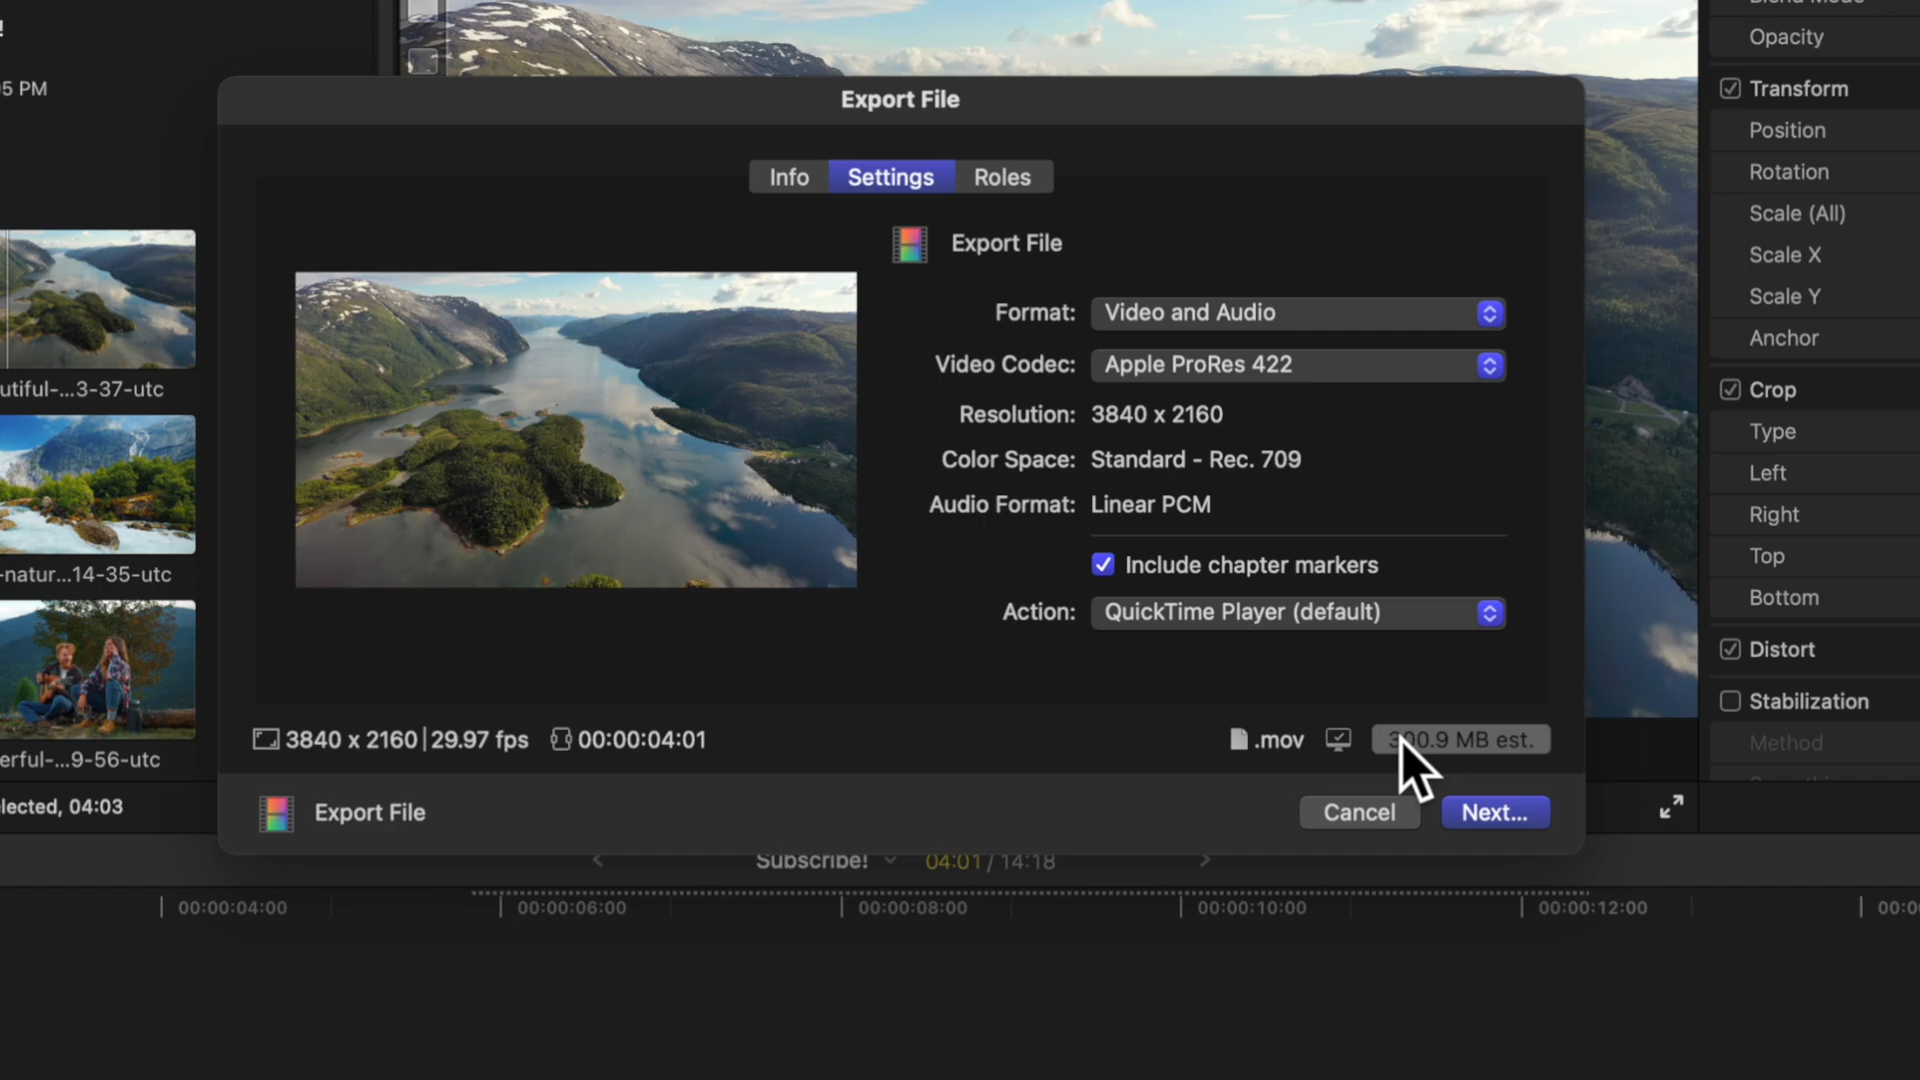 !
5 PM
Opacity
Transform
Position
Rotation
Scale (All)
Scale X
Scale Y
Anchor
Crop
Type
Left
Right
Top
Bottom
Distort
Stabilization
Method
utiful-...3-37-utc
-natur...14-35-utc
erful-...9-56-utc
lected, 04:03
Export File
Info Settings Roles
Export File
Format: Video and Audio
Video Codec: Apple ProRes 422
Resolution: 3840 x 2160
Color Space: Standard - Rec. 709
Audio Format: Linear PCM
Include chapter markers
Action: QuickTime Player (default)
3840 x 2160 | 29.97 fps 00:00:04:01 .mov 300.9 MB est.
Export File Cancel Next...
< Subscribe! 04:01 / 14:18 >
00:00:04:00 00:00:06:00 00:00:08:00 00:00:10:00 00:00:12:00 00:0